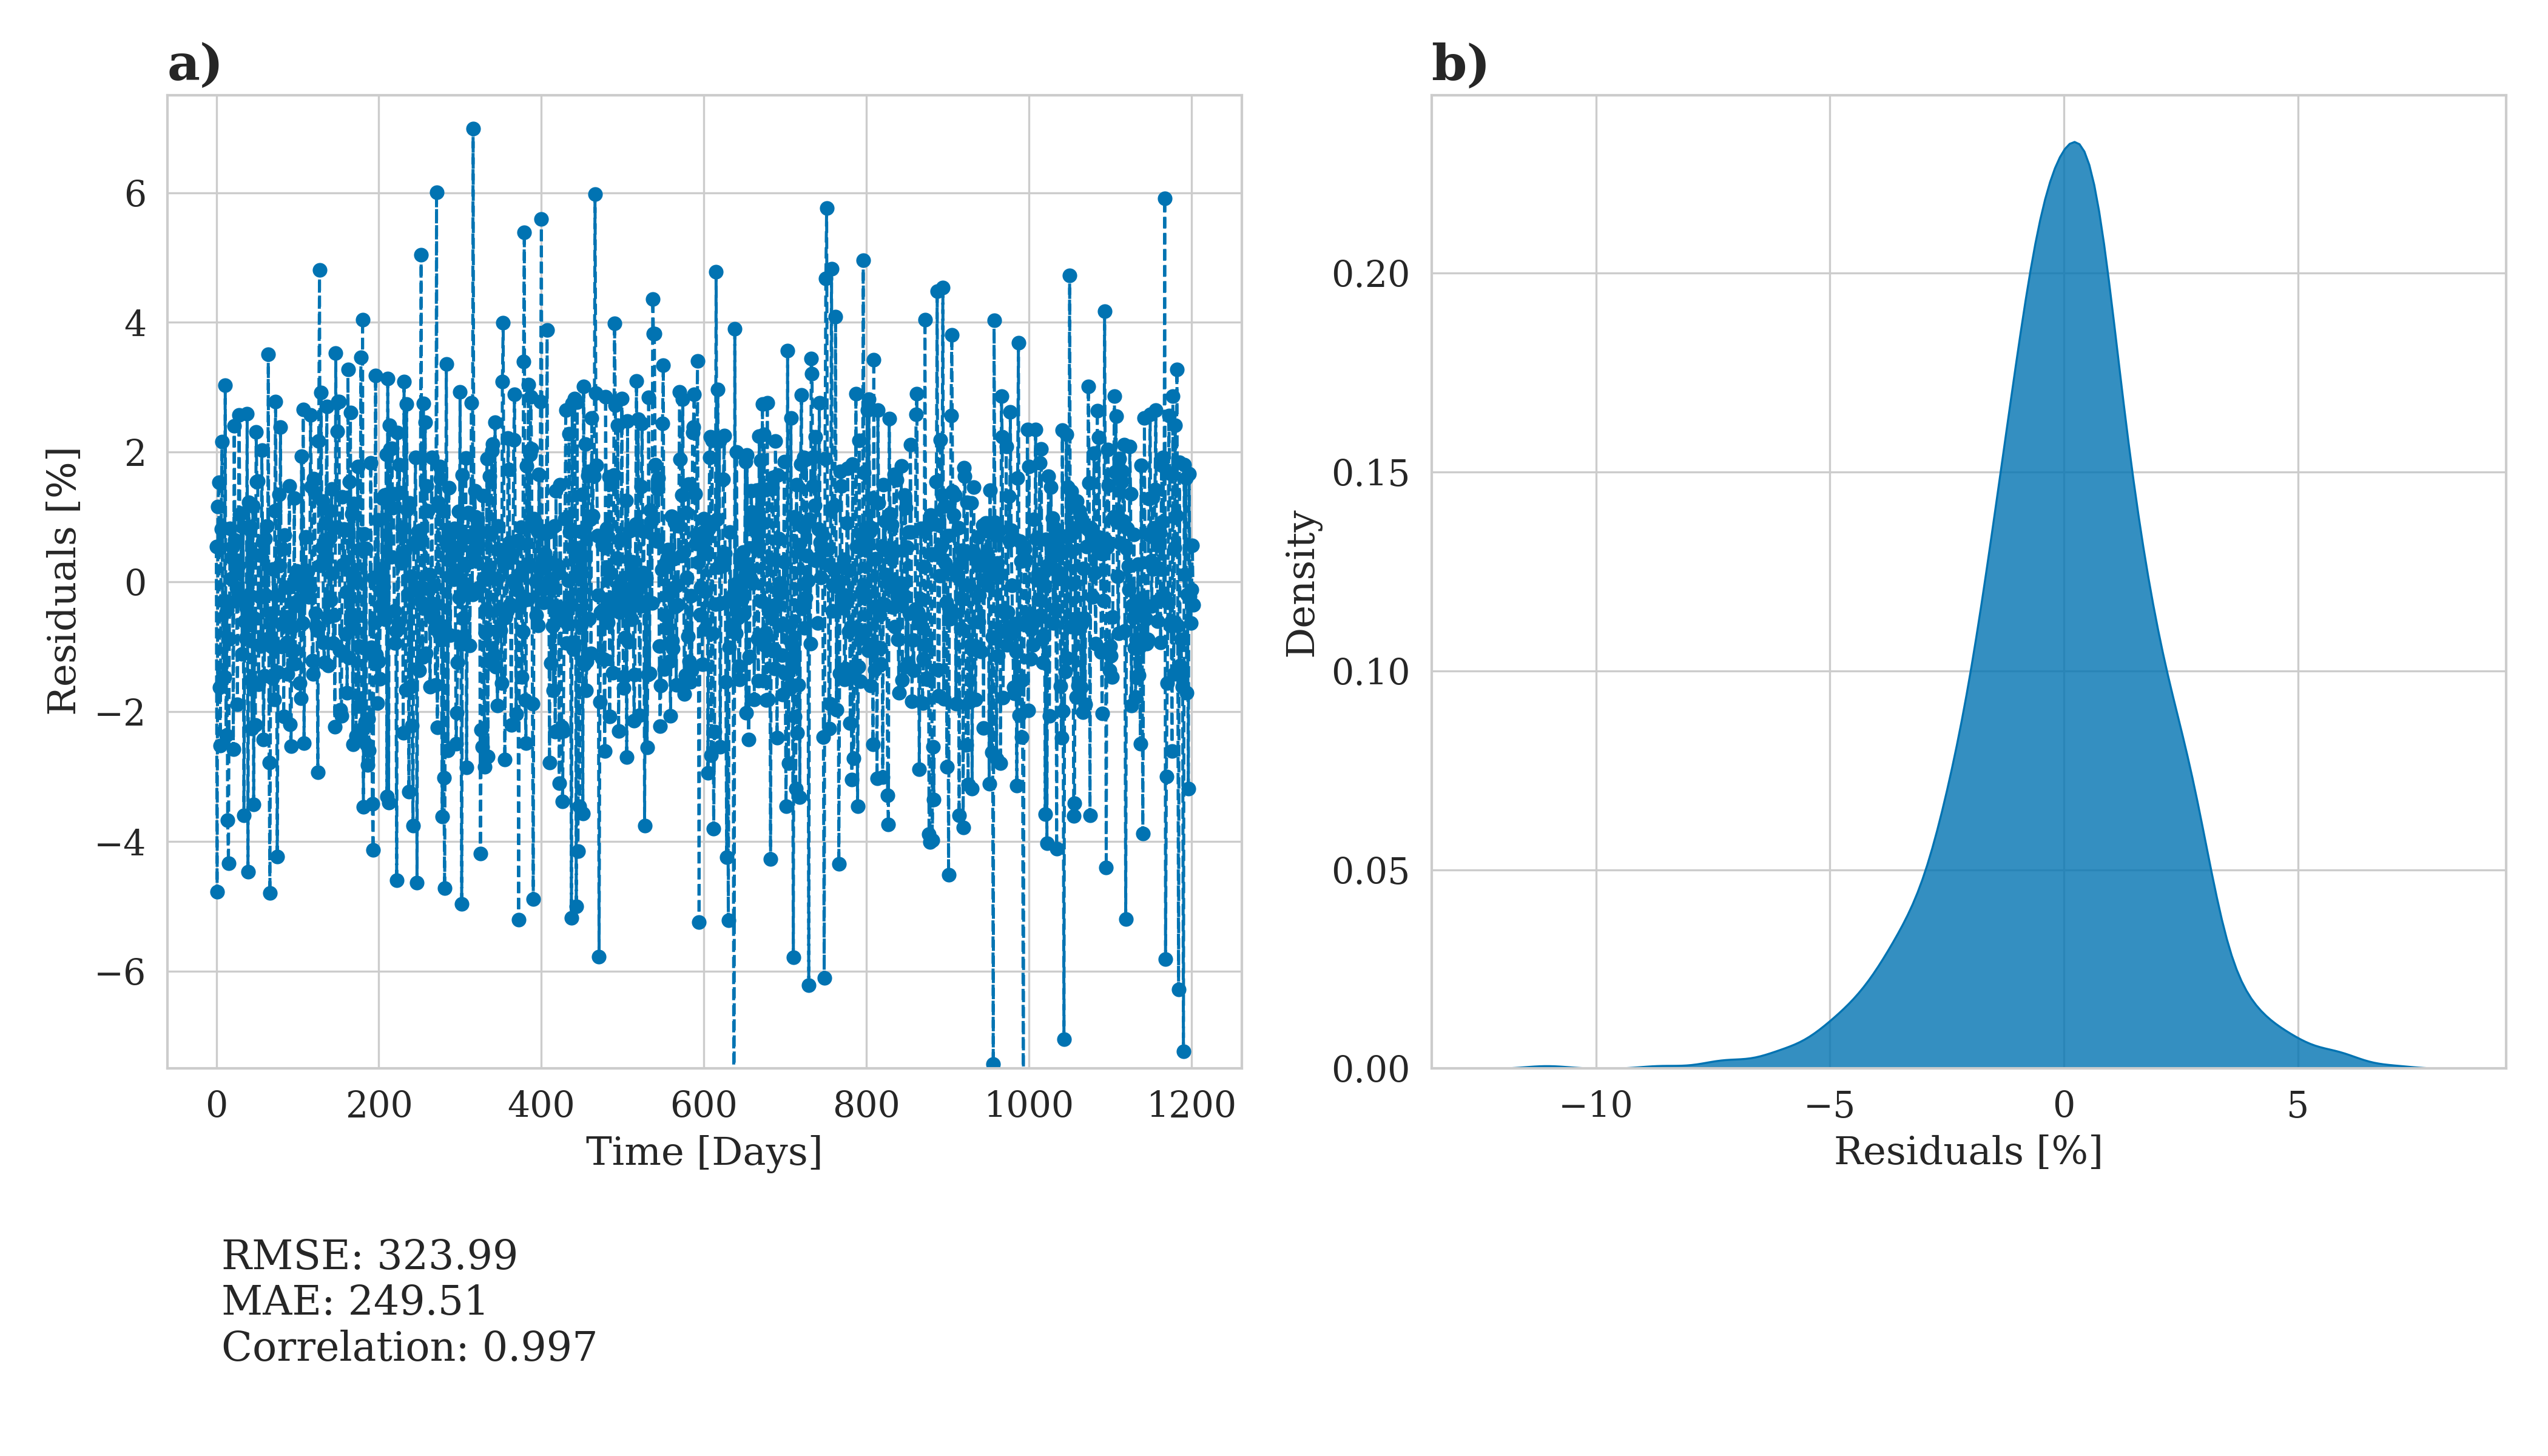 a)
6
4
2
0
−2
−4
−6
Residuals [%]
0 200 400 600 800 1000 1200
Time [Days]
b)
0.20
0.15
0.10
0.05
0.00
Density
−10 −5 0 5
Residuals [%]
RMSE: 323.99
MAE: 249.51
Correlation: 0.997